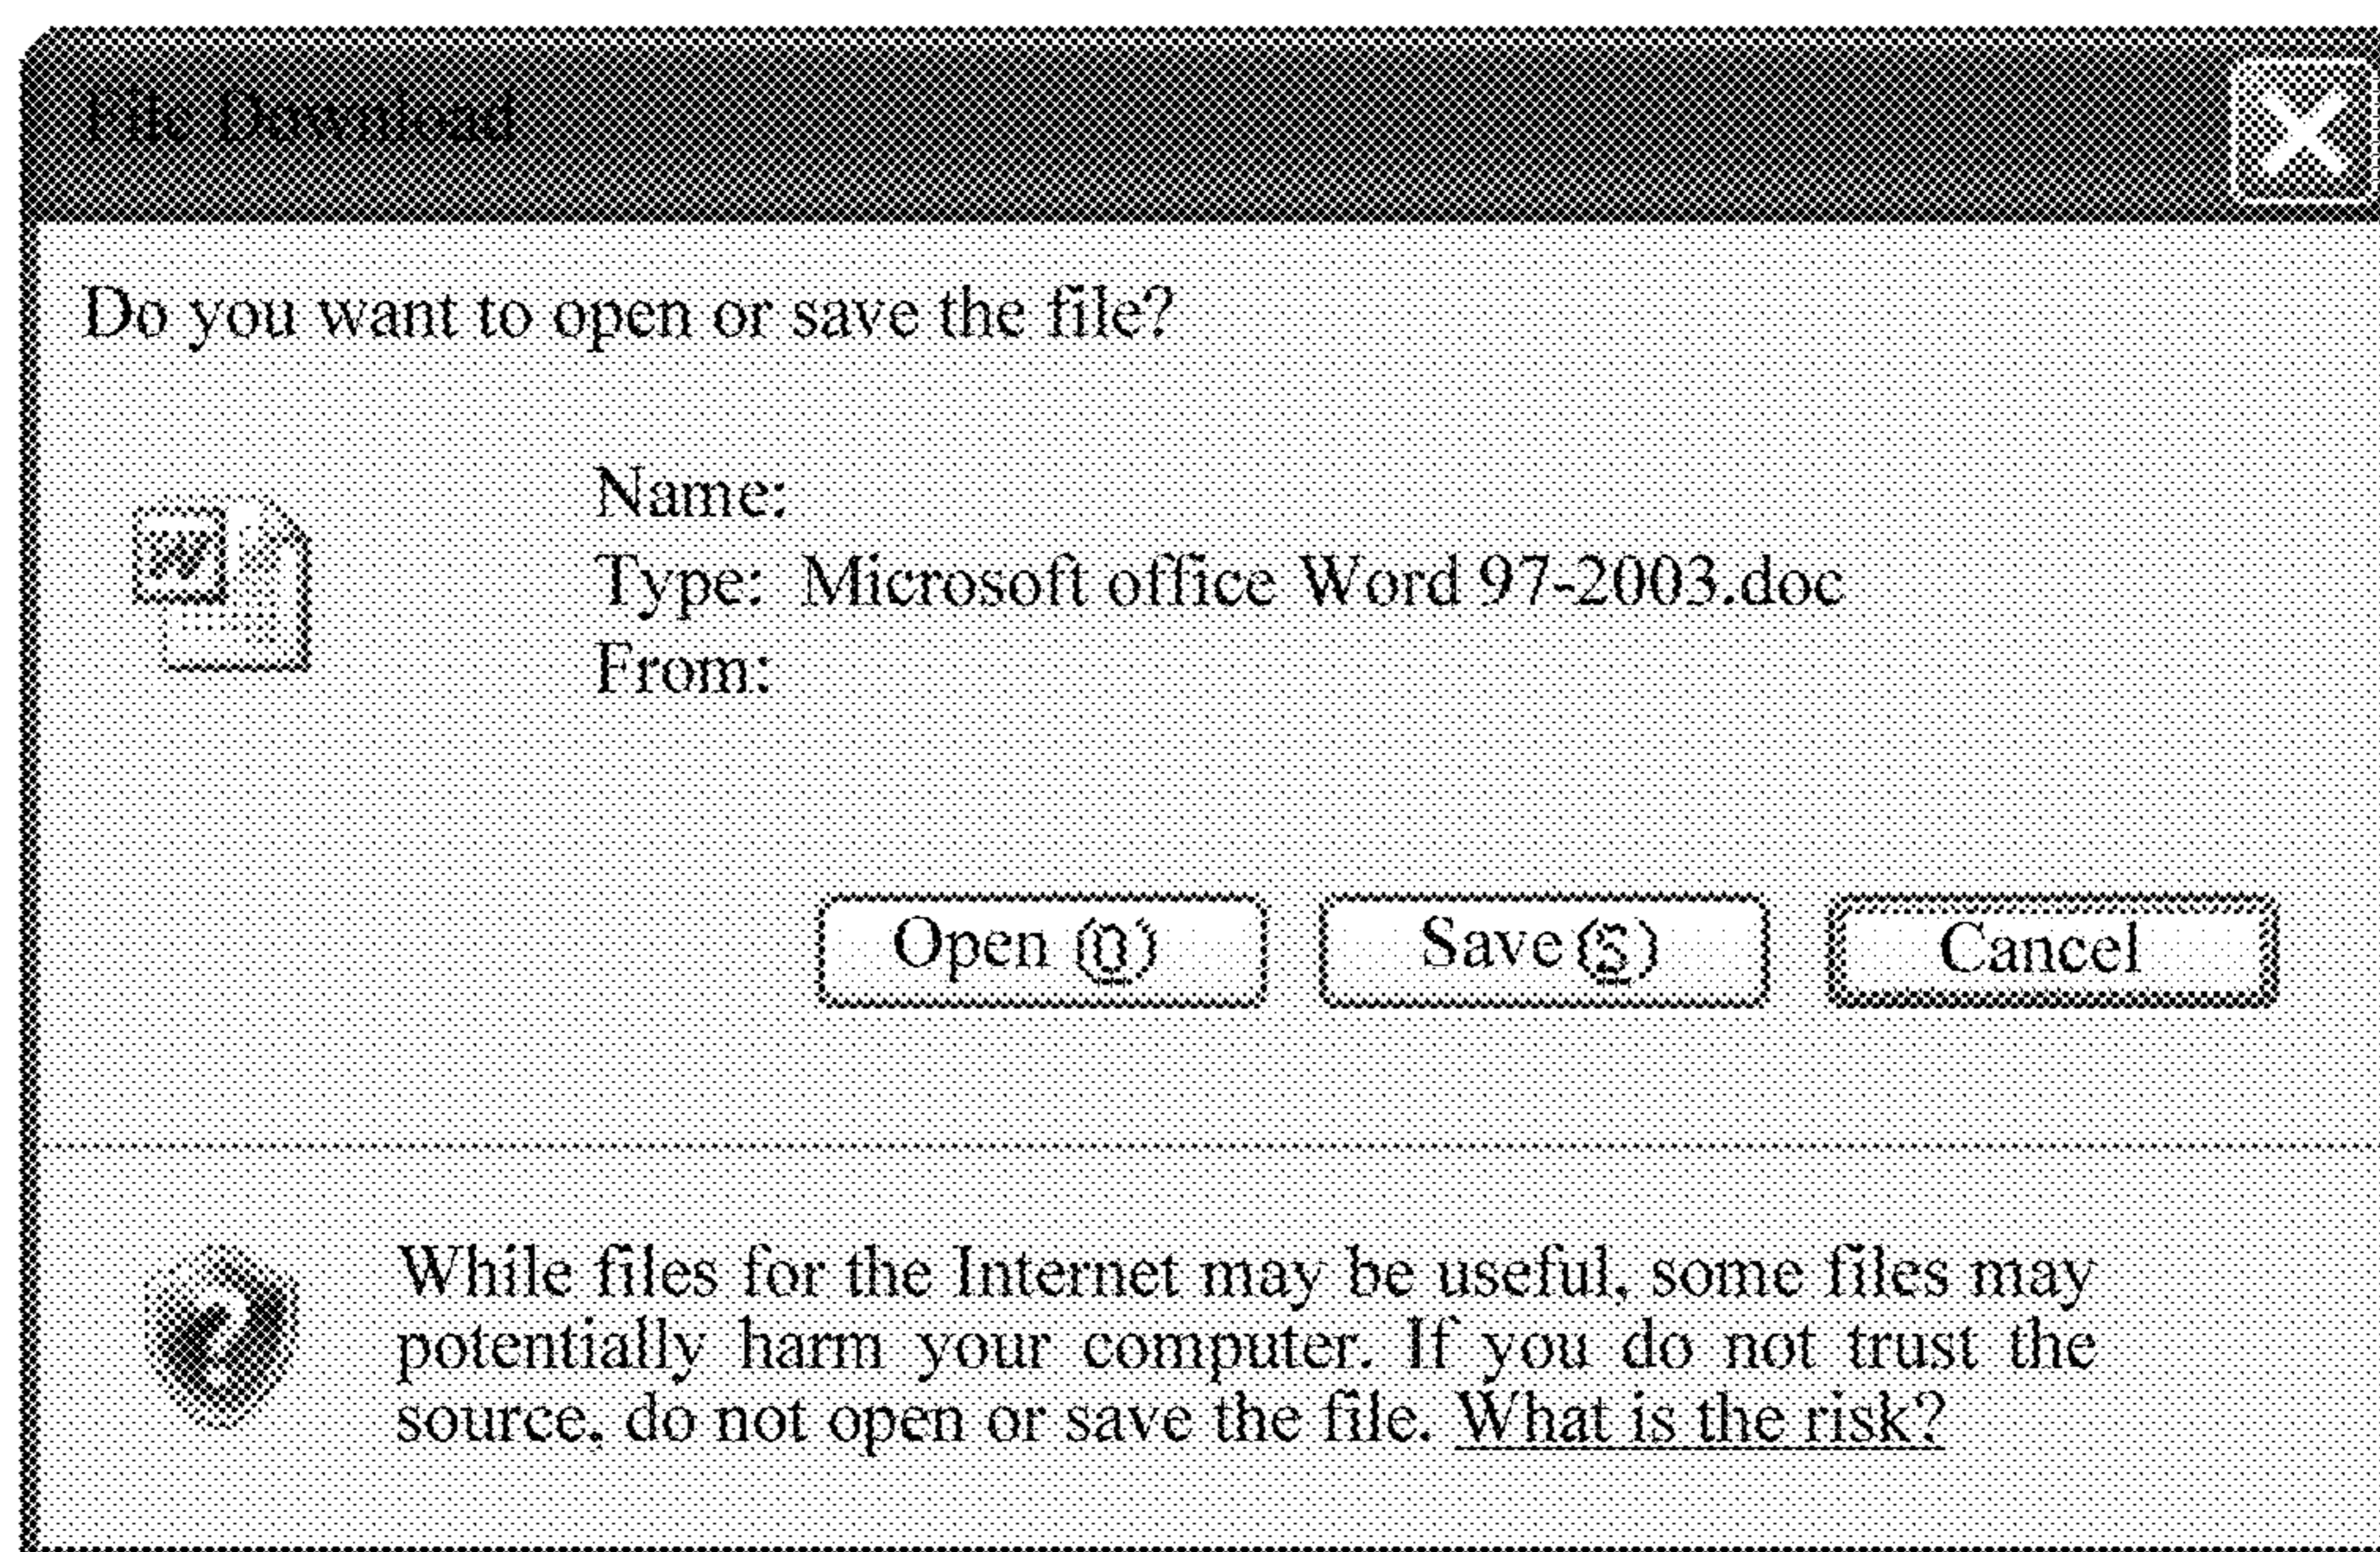 File Download
Do you want to open or save the file?
Name:
Type: Microsoft office Word 97-2003.doc
From:
Open (n)
Save (S)
Cancel
While files for the Internet may be useful, some files may
potentially harm your computer. If you do not trust the
source, do not open or save the file. What is the risk?